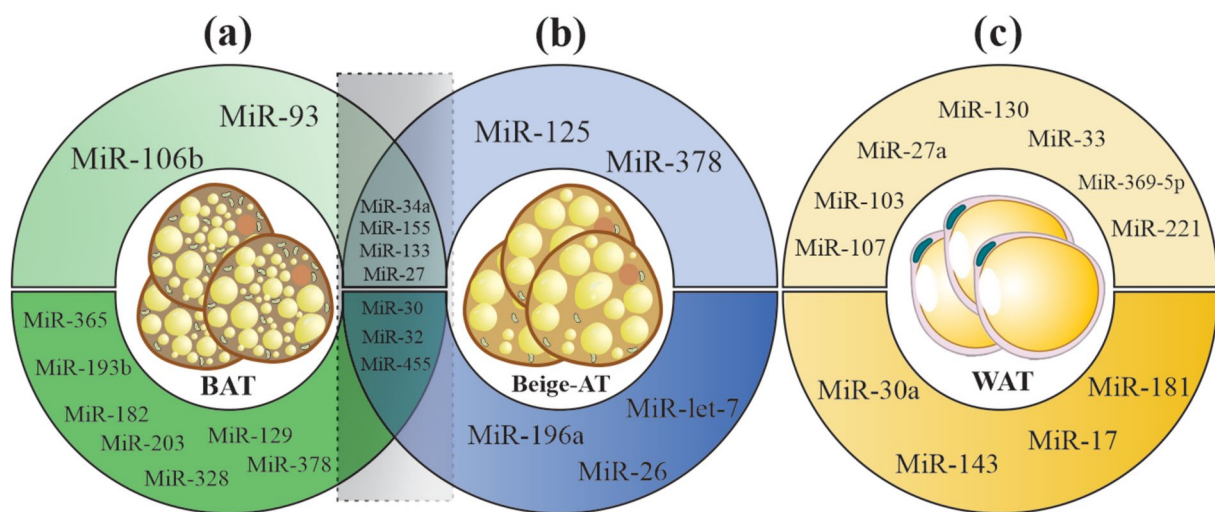 (a)
(b)
(c)
MiR-93
MiR-106b
MiR-34a
MiR-155
MiR-133
MiR-27
MiR-125
MiR-378
BAT
MiR-365
MiR-193b
MiR-182
MiR-203
MiR-328
MiR-129
MiR-378
MiR-30
MiR-32
MiR-455
Beige-AT
MiR-let-7
MiR-196a
MiR-26
MiR-130
MiR-33
MiR-27a
MiR-369-5p
MiR-103
MiR-221
MiR-107
WAT
MiR-30a
MiR-181
MiR-17
MiR-143